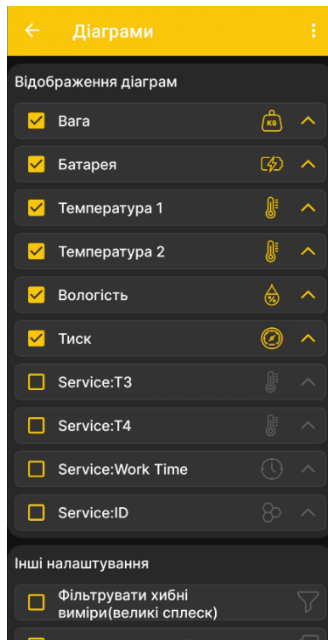 Діаграми
Відображення діаграм
Вага
KG
Батарея
Температура 1
Температура 2
Вологість
%
Тиск
Service:T3
Service:T4
Service:Work Time
Service:ID
Інші налаштування
Фільтрувати хибні
виміри(великі сплеск)